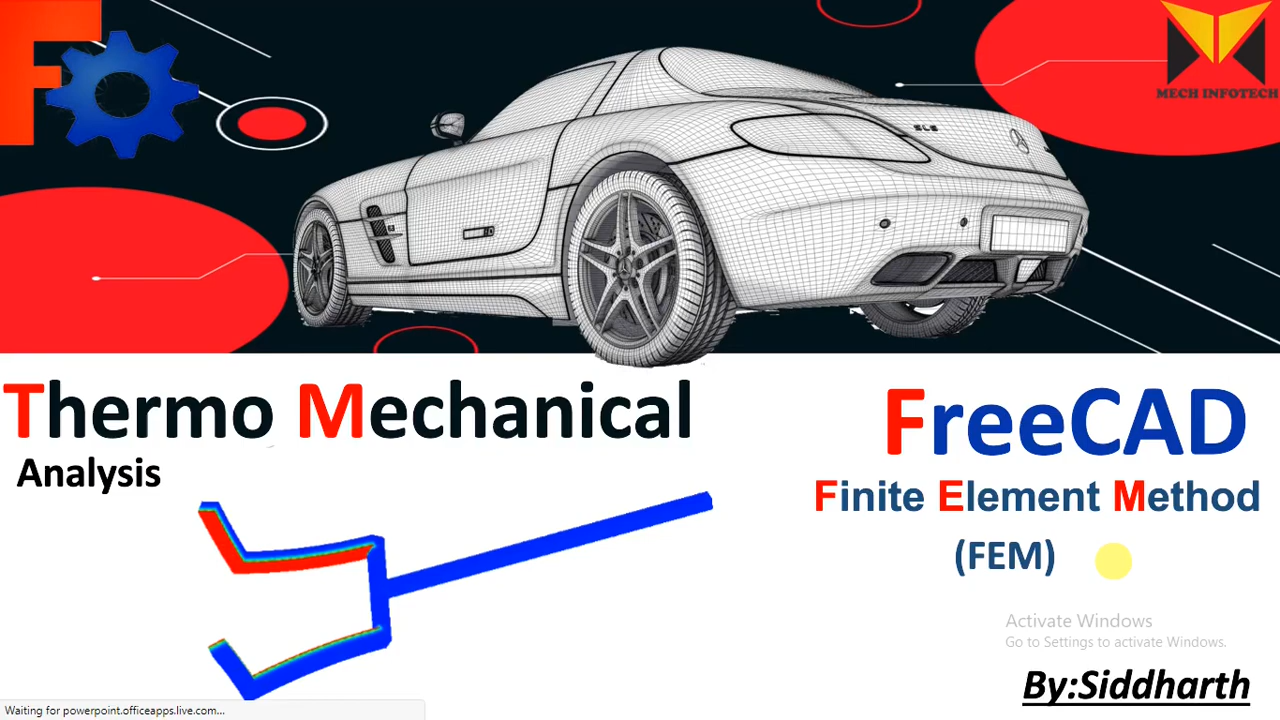 MECH INFOTECH
SLS
Thermo Mechanical
Analysis
FreeCAD
Finite Element Method
(FEM)
Activate Windows
Go to Settings to activate Windows.
By:Siddharth
Waiting for powerpoint.officeapps.live.com...